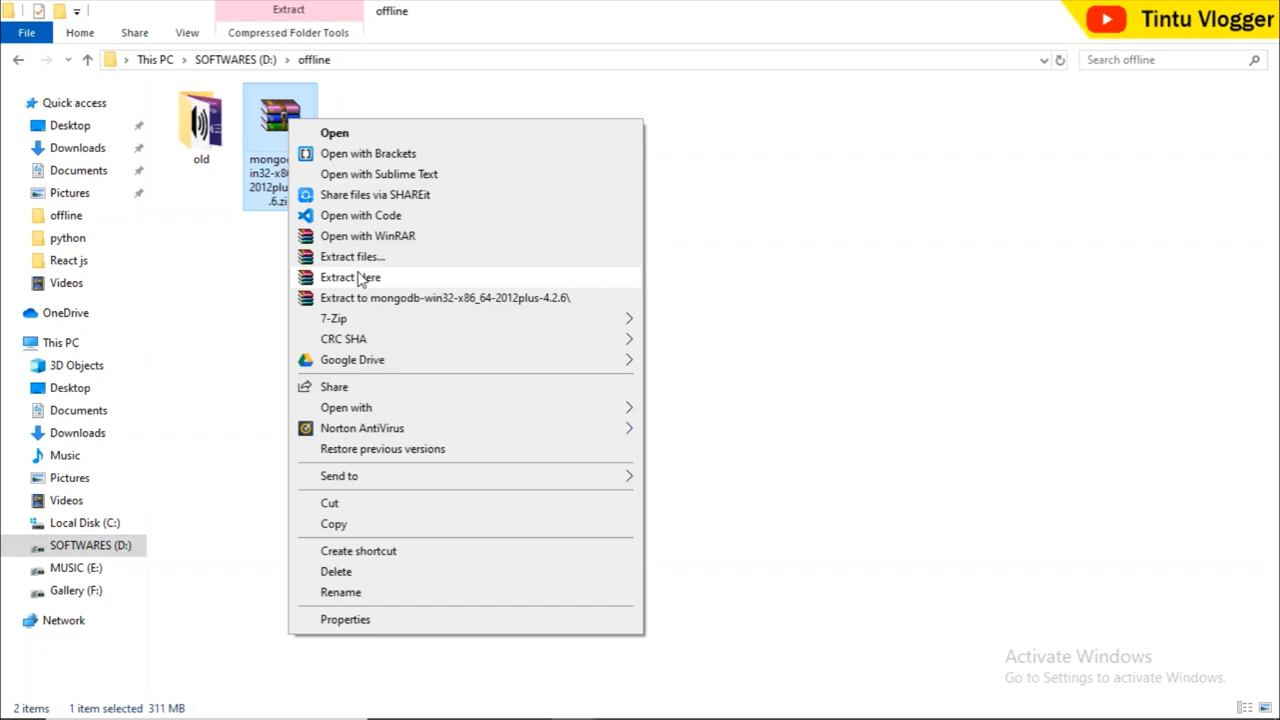 Extract
offline
Tintu Vlogger
File
Home
Share
View
Compressed Folder Tools
This PC
SOFTWARES (D:)
offline
Search offline
Quick access
Desktop
Downloads
Documents
Pictures
offline
python
React js
Videos
OneDrive
This PC
3D Objects
Desktop
Documents
Downloads
Music
Pictures
Videos
Local Disk (C:)
SOFTWARES (D:)
MUSIC (E:)
Gallery (F:)
Network
old
Open
Open with Brackets
Open with Sublime Text
Share files via SHAREit
Open with Code
Open with WinRAR
Extract files...
Extract Here
Extract to mongodb-win32-x86_64-2012plus-4.2.6\
7-Zip
CRC SHA
Google Drive
Share
Open with
Norton AntiVirus
Restore previous versions
Send to
Cut
Copy
Create shortcut
Delete
Rename
Properties
Activate Windows
Go to Settings to activate Windows.
2 items
1 item selected 311 MB